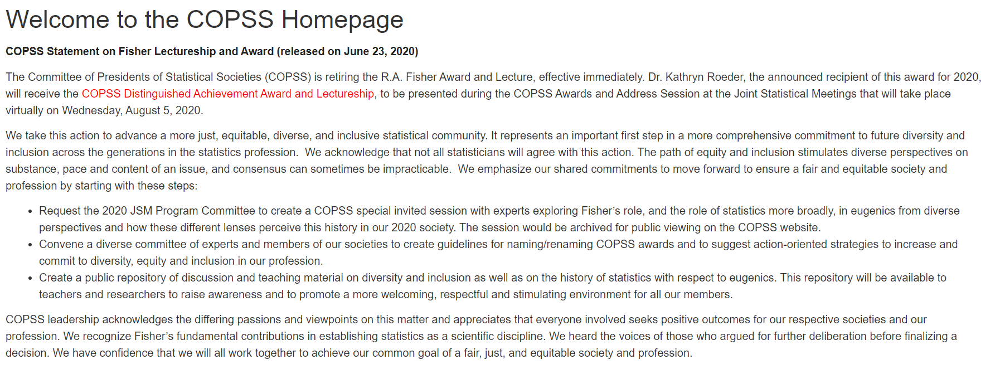 Welcome to the COPSS Homepage
COPSS Statement on Fisher Lectureship and Award (released on June 23, 2020)
The Committee of Presidents of Statistical Societies (COPSS) is retiring the R.A. Fisher Award and Lecture, effective immediately. Dr. Kathryn Roeder, the announced recipient of this award for 2020,
will receive the COPSS Distinguished Achievement Award and Lectureship, to be presented during the COPSS Awards and Address Session at the Joint Statistical Meetings that will take place
virtually on Wednesday, August 5, 2020.
We take this action to advance a more just, equitable, diverse, and inclusive statistical community. It represents an important first step in a more comprehensive commitment to future diversity and
inclusion across the generations in the statistics profession.  We acknowledge that not all statisticians will agree with this action. The path of equity and inclusion stimulates diverse perspectives on
substance, pace and content of an issue, and consensus can sometimes be impracticable.  We emphasize our shared commitments to move forward to ensure a fair and equitable society and
profession by starting with these steps:
• Request the 2020 JSM Program Committee to create a COPSS special invited session with experts exploring Fisher's role, and the role of statistics more broadly, in eugenics from diverse
perspectives and how these different lenses perceive this history in our 2020 society. The session would be archived for public viewing on the COPSS website.
• Convene a diverse committee of experts and members of our societies to create guidelines for naming/renaming COPSS awards and to suggest action-oriented strategies to increase and
commit to diversity, equity and inclusion in our profession.
• Create a public repository of discussion and teaching material on diversity and inclusion as well as on the history of statistics with respect to eugenics. This repository will be available to
teachers and researchers to raise awareness and to promote a more welcoming, respectful and stimulating environment for all our members.
COPSS leadership acknowledges the differing passions and viewpoints on this matter and appreciates that everyone involved seeks positive outcomes for our respective societies and our
profession. We recognize Fisher's fundamental contributions in establishing statistics as a scientific discipline. We heard the voices of those who argued for further deliberation before finalizing a
decision. We have confidence that we will all work together to achieve our common goal of a fair, just, and equitable society and profession.